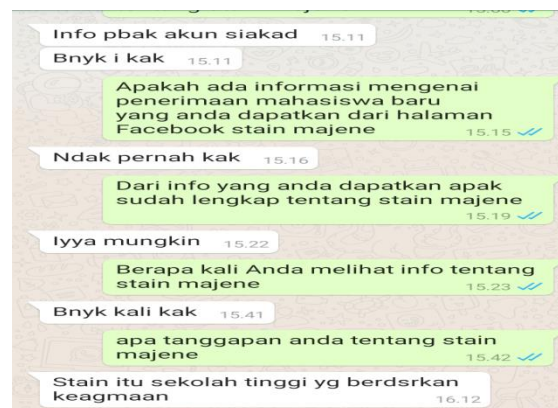 Info pbak akun siakad 15.11
Bnyk i kak 15.11
Apakah ada informasi mengenai
penerimaan mahasiswa baru
yang anda dapatkan dari halaman
Facebook stain majene 15.15
Ndak pernah kak 15.16
Dari info yang anda dapatkan apak
sudah lengkap tentang stain majene
15.19
Iyya mungkin 15.22
Berapa kali Anda melihat info tentang
stain majene 15.23
Bnyk kali kak 15.41
apa tanggapan anda tentang stain
majene 15.42
Stain itu sekolah tinggi yg berdsrkan
keagmaan 16.12